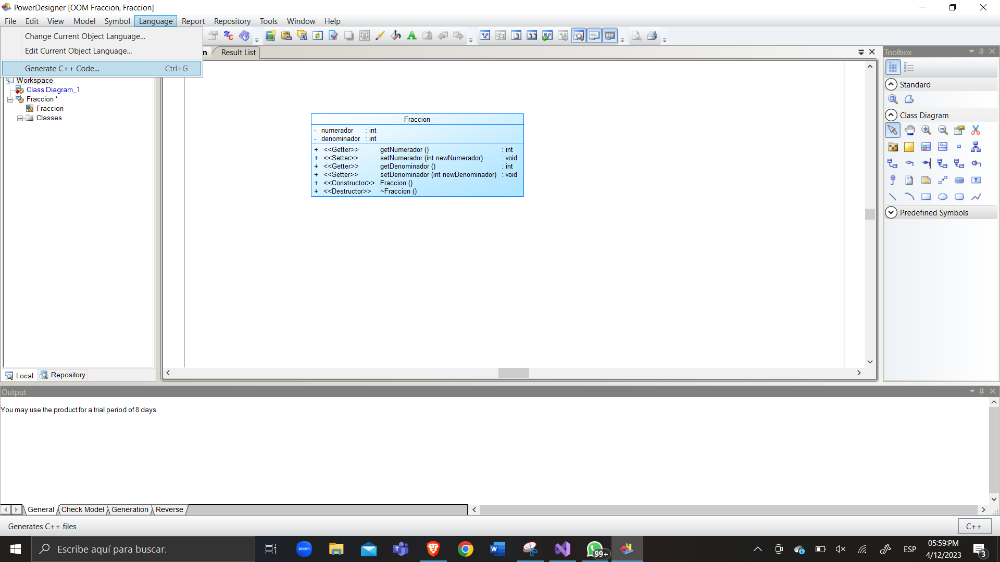 PowerDesigner [OOM Fraccion, Fraccion]
File Edit View Model Symbol Language Report Repository Tools Window Help
Change Current Object Language...
Edit Current Object Language...
Generate C++ Code... Ctrl+G
n
Result List
Workspace
Class Diagram_1
Fraccion *
Fraccion
Classes
Local
Repository
Fraccion
- numerador : int
- denominador : int
+ <<Getter>> getNumerador () : int
+ <<Setter>> setNumerador (int newNumerador) : void
+ <<Getter>> getDenominador () : int
+ <<Setter>> setDenominador (int newDenominador) : void
+ <<Constructor>> Fraccion ()
+ <<Destructor>> ~Fraccion ()
Toolbox
Standard
Class Diagram
Predefined Symbols
Output
You may use the product for a trial period of 8 days.
General Check Model Generation Reverse
Generates C++ files
C++
Escribe aquí para buscar.
zoom
99+
ESP
05:59:PM
4/12/2023
3